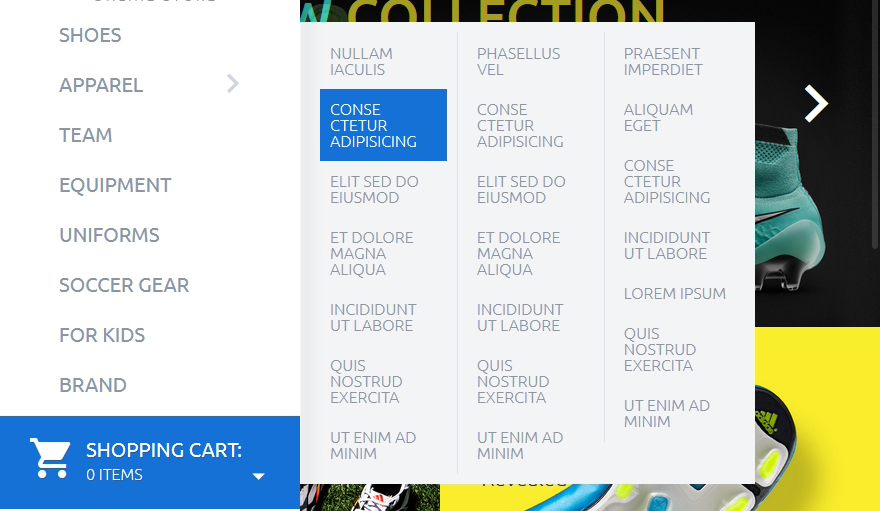 ONLINE STORE
SHOES
APPAREL
TEAM
EQUIPMENT
UNIFORMS
SOCCER GEAR
FOR KIDS
BRAND
SHOPPING CART:
0 ITEMS
COLLECTION
NULLAM
IACULIS
CONSE
CTETUR
ADIPISICING
ELIT SED DO
EIUSMOD
ET DOLORE
MAGNA
ALIQUA
INCIDIDUNT
UT LABORE
QUIS
NOSTRUD
EXERCITA
UT ENIM AD
MINIM
PHASELLUS
VEL
CONSE
CTETUR
ADIPISICING
ELIT SED DO
EIUSMOD
ET DOLORE
MAGNA
ALIQUA
INCIDIDUNT
UT LABORE
QUIS
NOSTRUD
EXERCITA
UT ENIM AD
MINIM
PRAESENT
IMPERDIET
ALIQUAM
EGET
CONSE
CTETUR
ADIPISICING
INCIDIDUNT
UT LABORE
LOREM IPSUM
QUIS
NOSTRUD
EXERCITA
UT ENIM AD
MINIM
Revealed
adidas